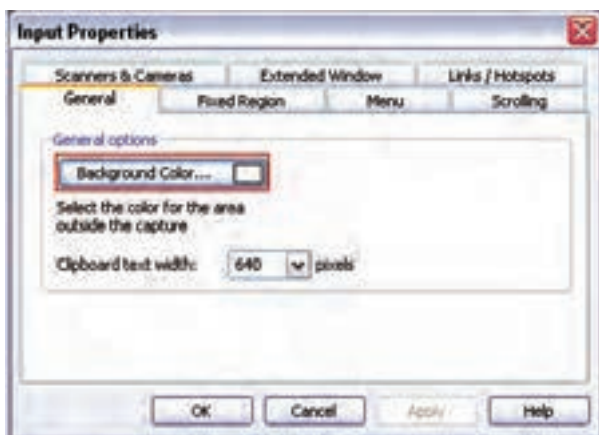 Input Properties
Scanners & Cameras Extended Window Links / Hotspots
General Fixed Region Menu Scrolling
General options
Background Color....
Select the color for the area
outside the capture
Clipboard text width: 640 pixels
OK Cancel Apply Help